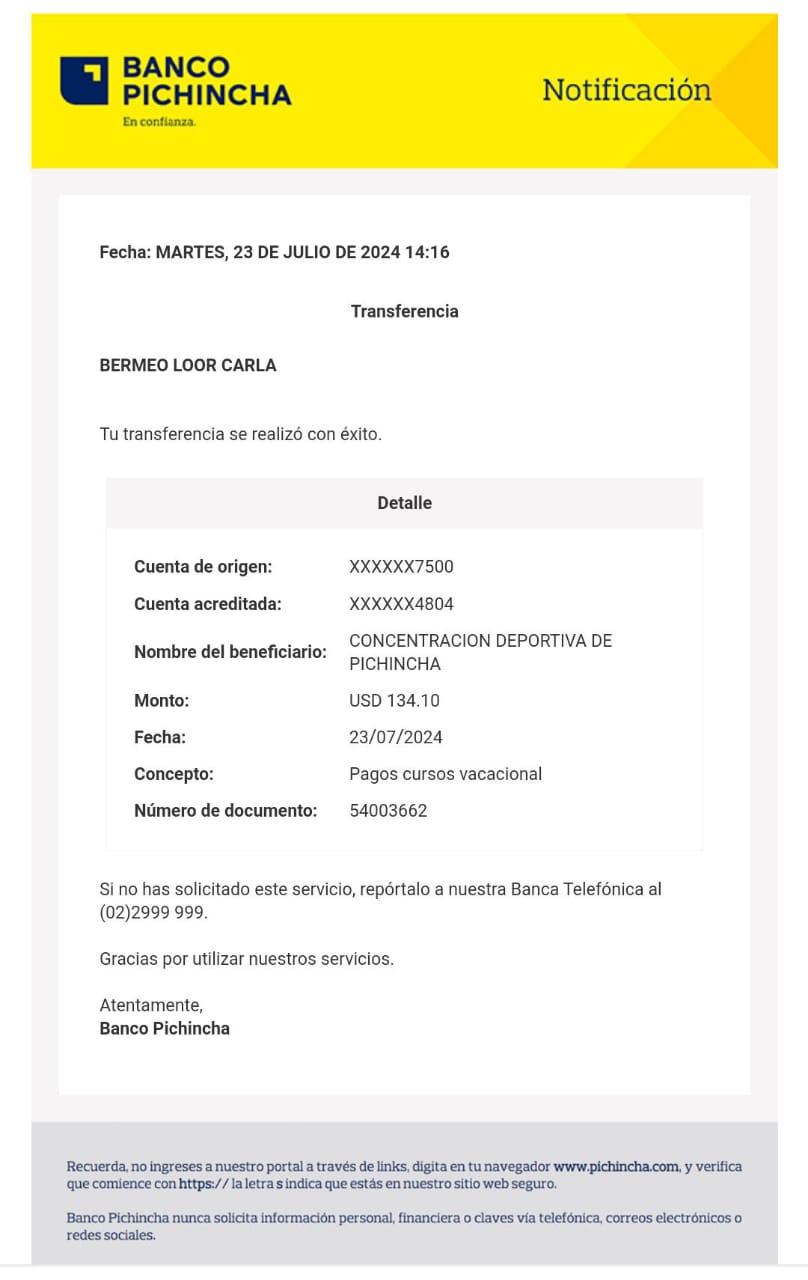 BANCO
PICHINCHA
En confianza.
Notificación
Fecha: MARTES, 23 DE JULIO DE 2024 14:16
Transferencia
BERMEO LOOR CARLA
Tu transferencia se realizó con éxito.
Detalle
Cuenta de origen: XXXXXX7500
Cuenta acreditada: XXXXXX4804
Nombre del beneficiario: CONCENTRACION DEPORTIVA DE
PICHINCHA
Monto: USD 134.10
Fecha: 23/07/2024
Concepto: Pagos cursos vacacional
Número de documento: 54003662
Si no has solicitado este servicio, repórtalo a nuestra Banca Telefónica al
(02)2999 999.
Gracias por utilizar nuestros servicios.
Atentamente,
Banco Pichincha
Recuerda, no ingreses a nuestro portal a través de links, digita en tu navegador www.pichincha.com, y verifica
que comience con https:// la letra s indica que estás en nuestro sitio web seguro.
Banco Pichincha nunca solicita información personal, financiera o claves vía telefónica, correos electrónicos o
redes sociales.